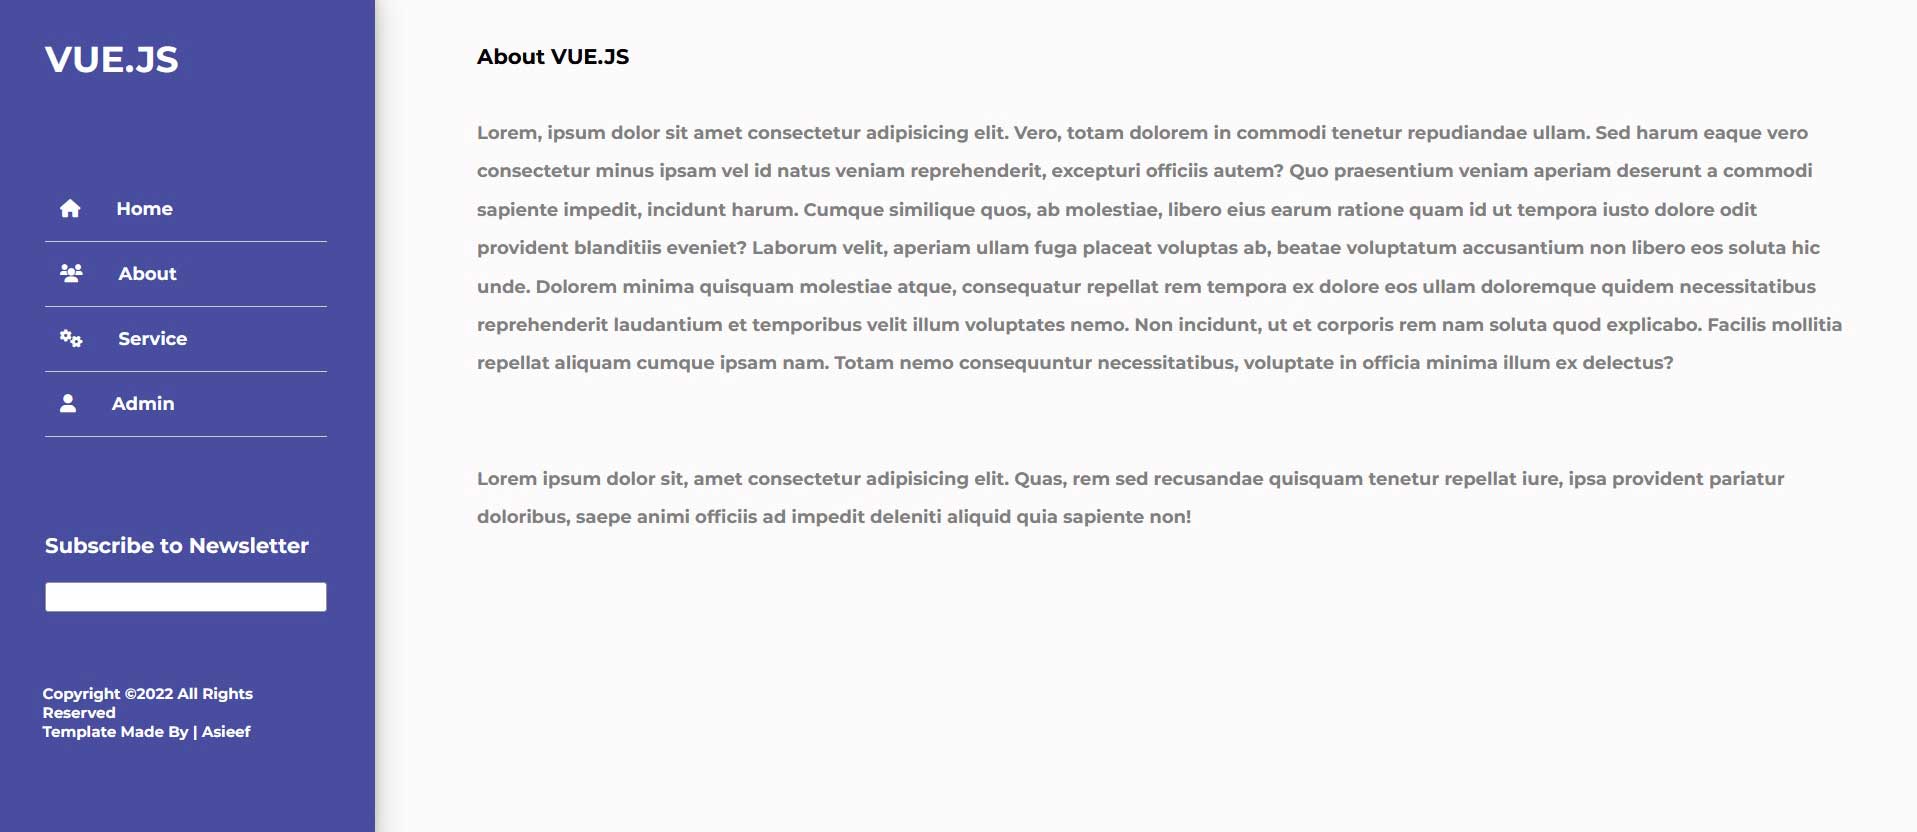 VUE.JS
Home
About
Service
Admin
Subscribe to Newsletter
Copyright ©2022 All Rights
Reserved
Template Made By | Asieef
About VUE.JS
Lorem, ipsum dolor sit amet consectetur adipisicing elit. Vero, totam dolorem in commodi tenetur repudiandae ullam. Sed harum eaque vero
consectetur minus ipsam vel id natus veniam reprehenderit, excepturi officiis autem? Quo praesentium veniam aperiam deserunt a commodi
sapiente impedit, incidunt harum. Cumque similique quos, ab molestiae, libero eius earum ratione quam id ut tempora iusto dolore odit
provident blanditiis eveniet? Laborum velit, aperiam ullam fuga placeat voluptas ab, beatae voluptatum accusantium non libero eos soluta hic
unde. Dolorem minima quisquam molestiae atque, consequatur repellat rem tempora ex dolore eos ullam doloremque quidem necessitatibus
reprehenderit laudantium et temporibus velit illum voluptates nemo. Non incidunt, ut et corporis rem nam soluta quod explicabo. Facilis mollitia
repellat aliquam cumque ipsam nam. Totam nemo consequuntur necessitatibus, voluptate in officia minima illum ex delectus?
Lorem ipsum dolor sit, amet consectetur adipisicing elit. Quas, rem sed recusandae quisquam tenetur repellat iure, ipsa provident pariatur
doloribus, saepe animi officiis ad impedit deleniti aliquid quia sapiente non!